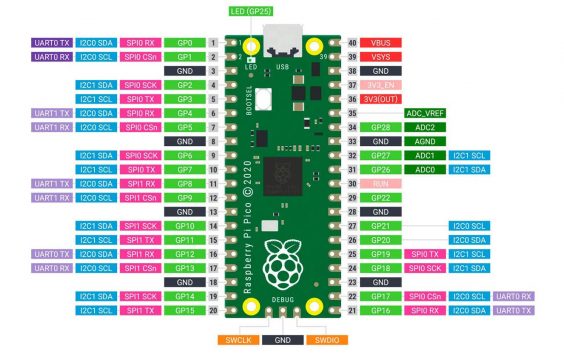 LED (GP25)
UART0 TX I2C0 SDA SPI0 RX GP0 1 1 40 40 VBUS
UART0 RX I2C0 SCL SPI0 CSn GP1 2 2 LED USB 39 39 VSYS
GND 3 38 GND
I2C1 SDA SPI0 SCK GP2 4 37 3V3_EN
I2C1 SCL SPI0 TX GP3 5 BOOTSEL 36 3V3(OUT)
UART1 TX I2C0 SDA SPI0 RX GP4 6 35 ADC_VREF
UART1 RX I2C0 SCL SPI0 CSn GP5 7 34 GP28 ADC2
GND 8 33 GND AGND
I2C1 SDA SPI0 SCK GP6 9 32 GP27 ADC1 I2C1 SCL
I2C1 SCL SPI0 TX GP7 10 31 GP26 ADC0 I2C1 SDA
UART1 TX I2C0 SDA SPI1 RX GP8 11 30 RUN
UART1 RX I2C0 SCL SPI1 CSn GP9 12 29 GP22
GND 13 28 GND
I2C1 SDA SPI1 SCK GP10 14 27 GP21 I2C0 SCL
I2C1 SCL SPI1 TX GP11 15 26 GP20 I2C0 SDA
UART0 TX I2C0 SDA SPI1 RX GP12 16 25 GP19 SPI0 TX I2C1 SCL
UART0 RX I2C0 SCL SPI1 CSn GP13 17 24 GP18 SPI0 SCK I2C1 SDA
GND 18 23 GND
I2C1 SDA SPI1 SCK GP14 19 22 GP17 SPI0 CSn I2C0 SCL UART0 RX
I2C1 SCL SPI1 TX GP15 20 21 GP16 SPI0 RX I2C0 SDA UART0 TX
Raspberry Pi Pico © 2020
DEBUG
SWCLK GND SWDIO